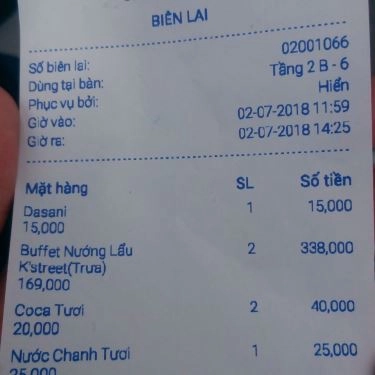 BIÊN LAI
Số biên lai: 02001066
Dùng tại bàn: Tầng 2 B - 6
Phục vụ bởi: Hiển
Giờ vào: 02-07-2018 11:59
Giờ ra: 02-07-2018 14:25
Mặt hàng SL Số tiền
Dasani 1 15,000
15,000
Buffet Nướng Lẩu 2 338,000
K'street(Trưa)
169,000
Coca Tươi 2 40,000
20,000
Nước Chanh Tươi 1 25,000
25,000